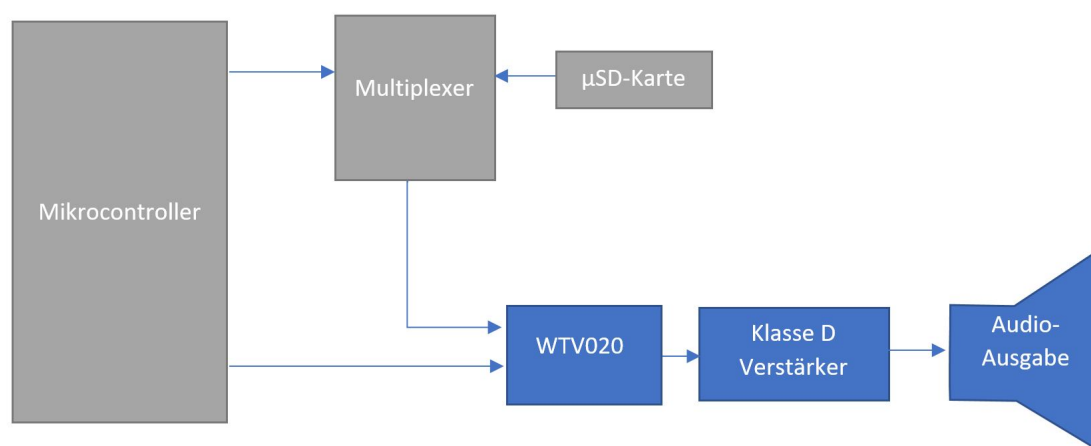 Mikrocontroller
Multiplexer
µSD-Karte
WTV020
Klasse D
Verstärker
Audio-
Ausgabe